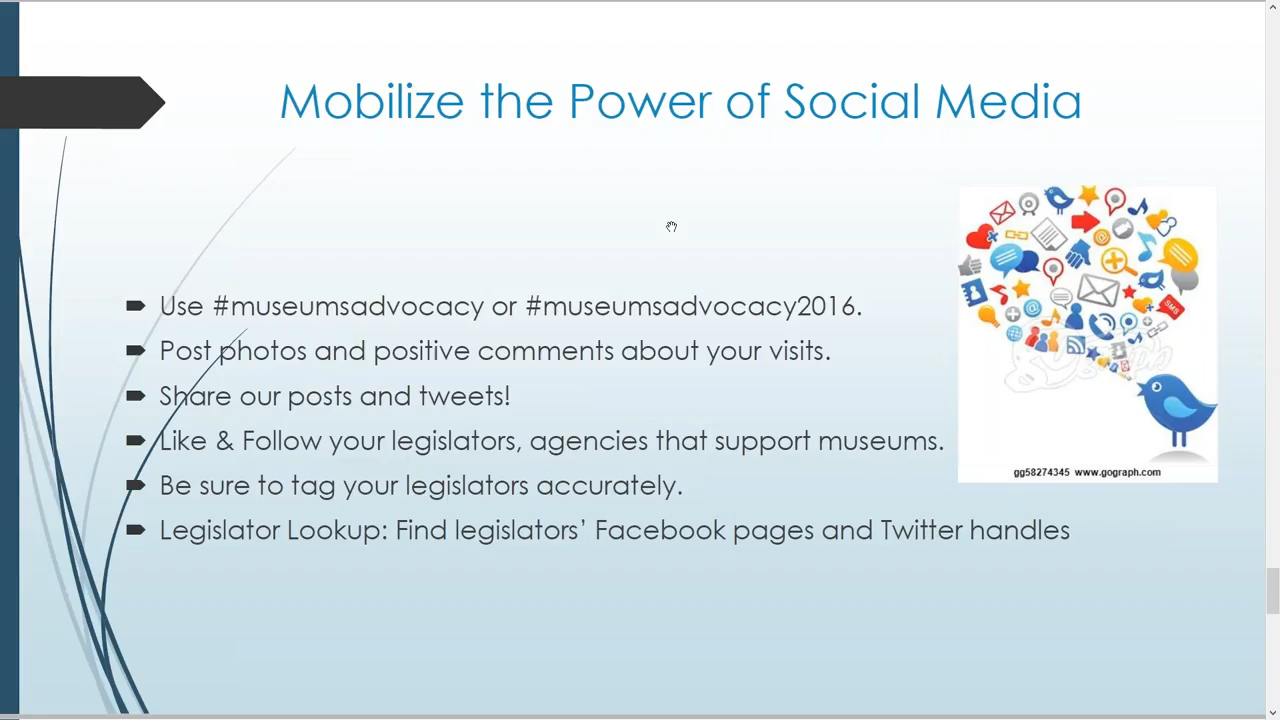 Mobilize the Power of Social Media
Use #museumsadvocacy or #museumsadvocacy2016.
Post photos and positive comments about your visits.
Share our posts and tweets!
Like & Follow your legislators, agencies that support museums.
Be sure to tag your legislators accurately.
Legislator Lookup: Find legislators’ Facebook pages and Twitter handles
SMS
gg58274345 www.gograph.com